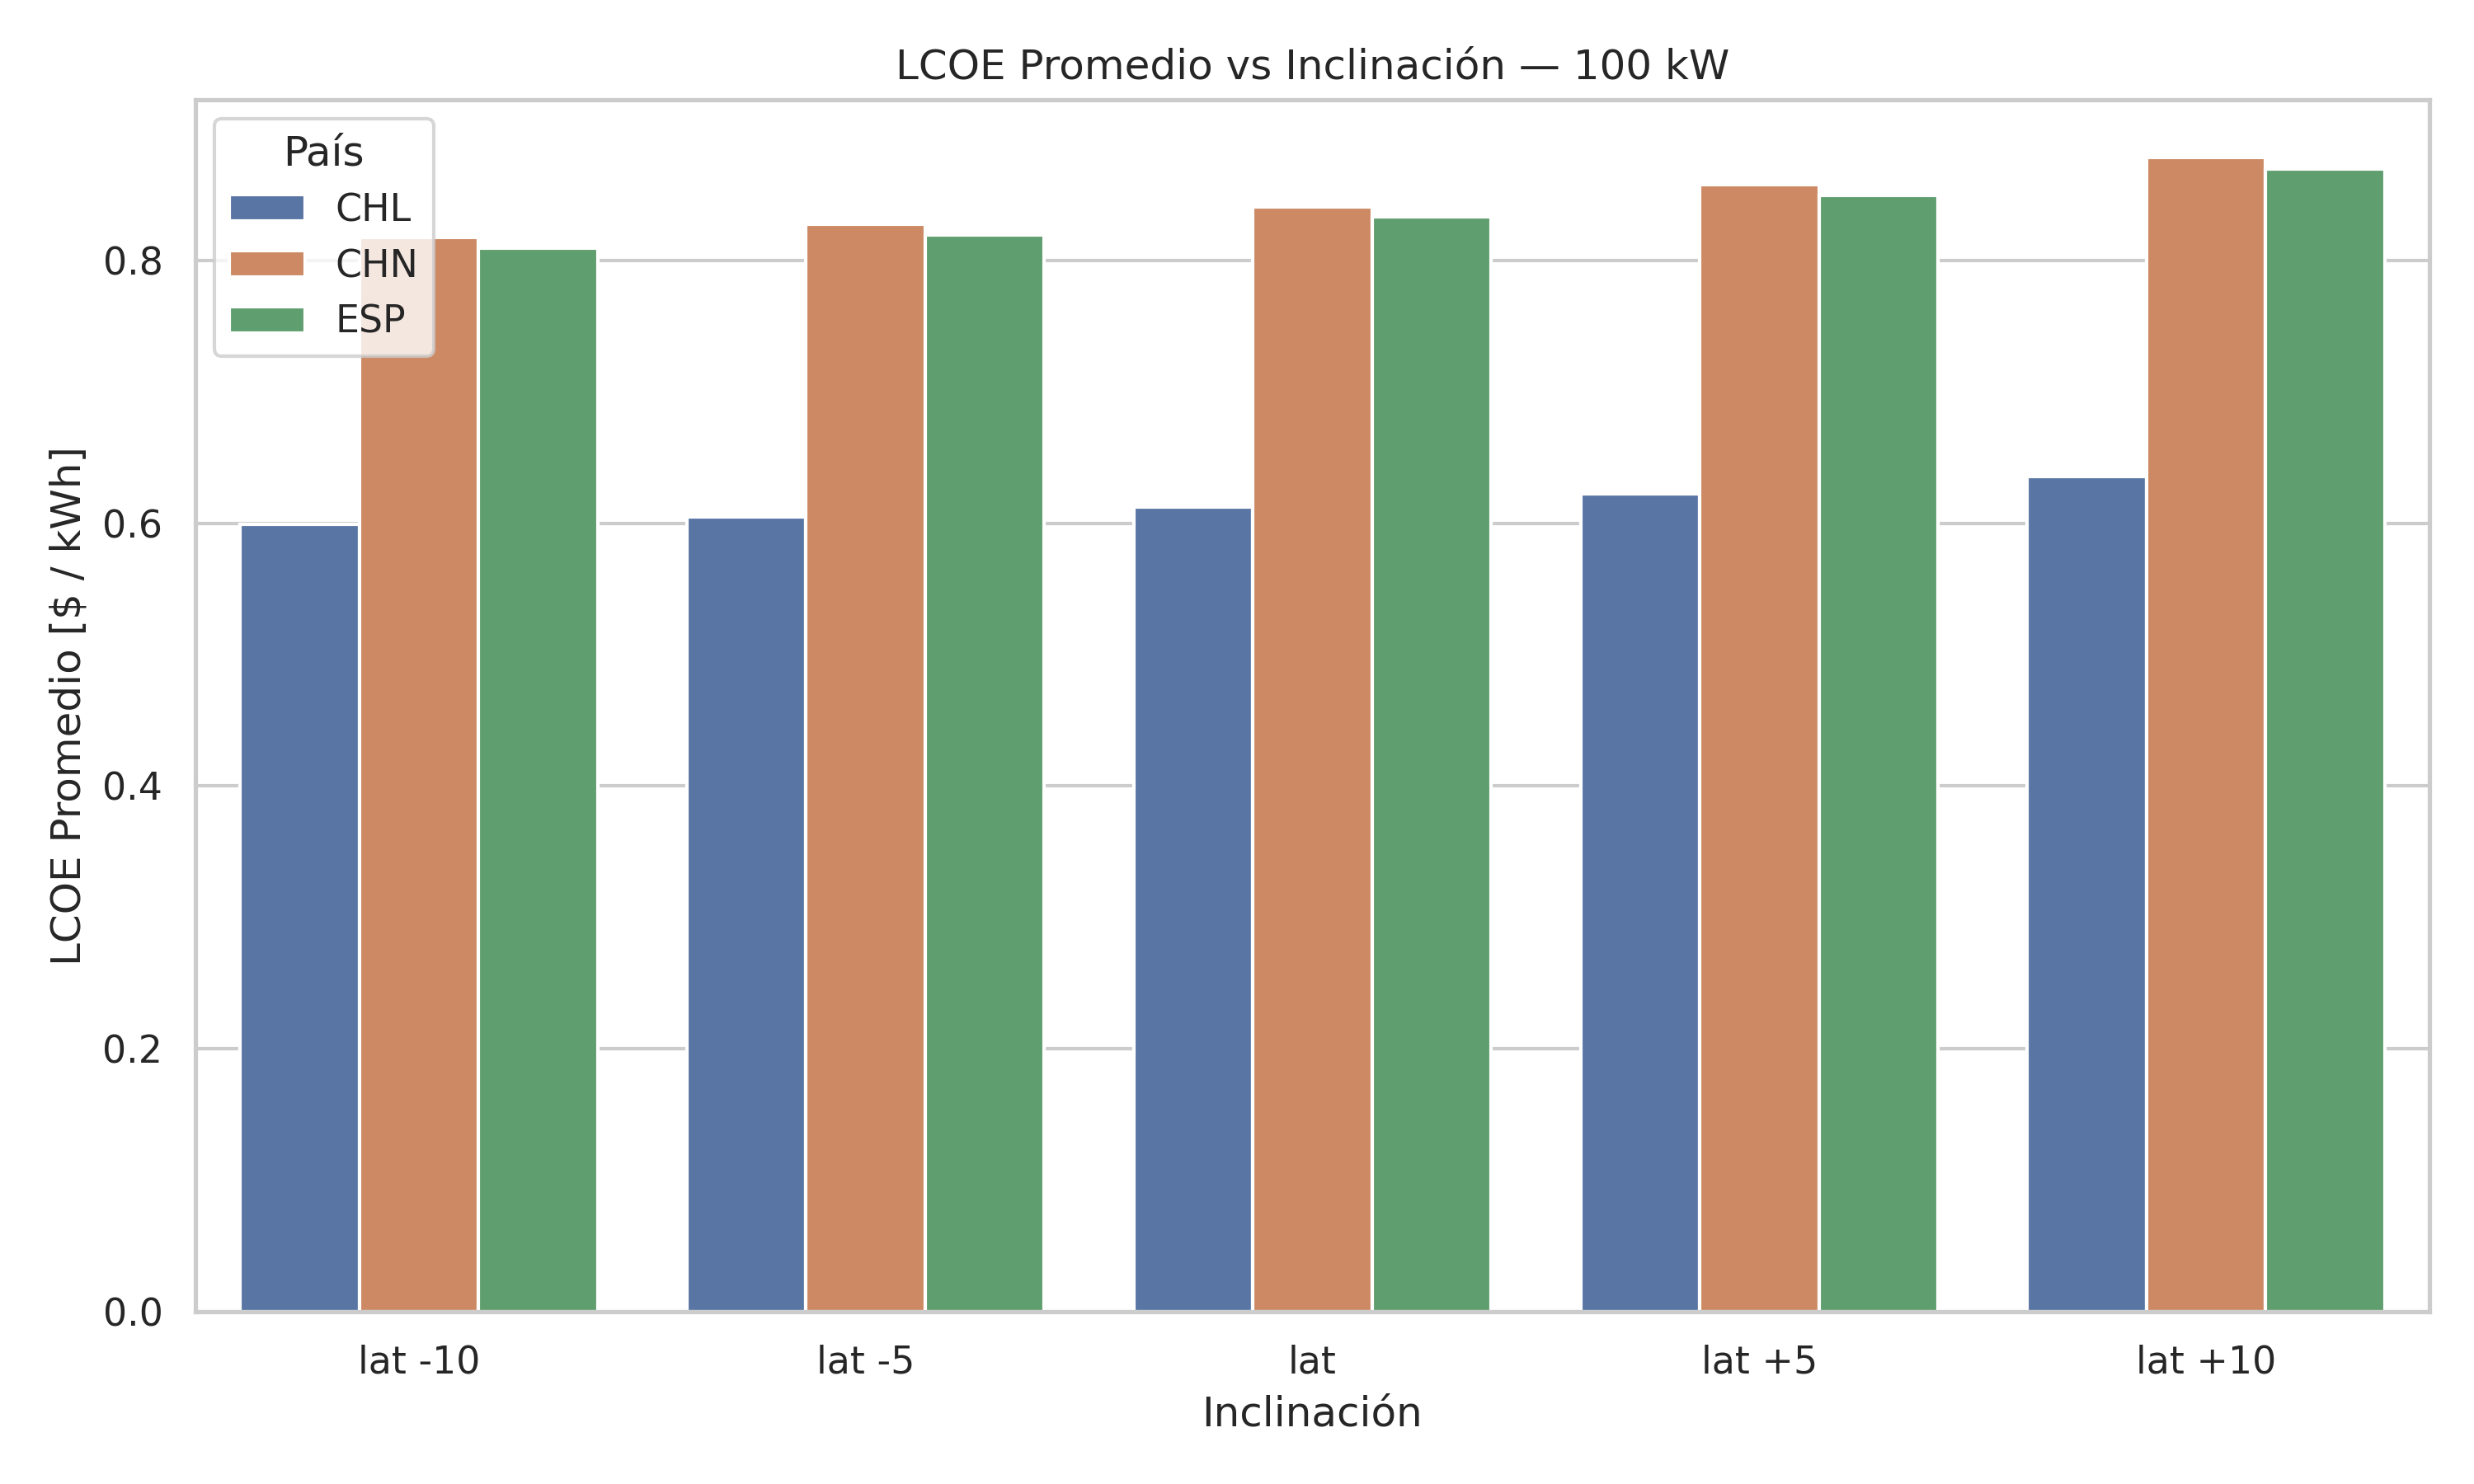 LCOE Promedio vs Inclinación — 100 kW
País
CHL
CHN
ESP
LCOE Promedio [$ / kWh]
0.8
0.6
0.4
0.2
0.0
lat -10
lat -5
lat
lat +5
lat +10
Inclinación